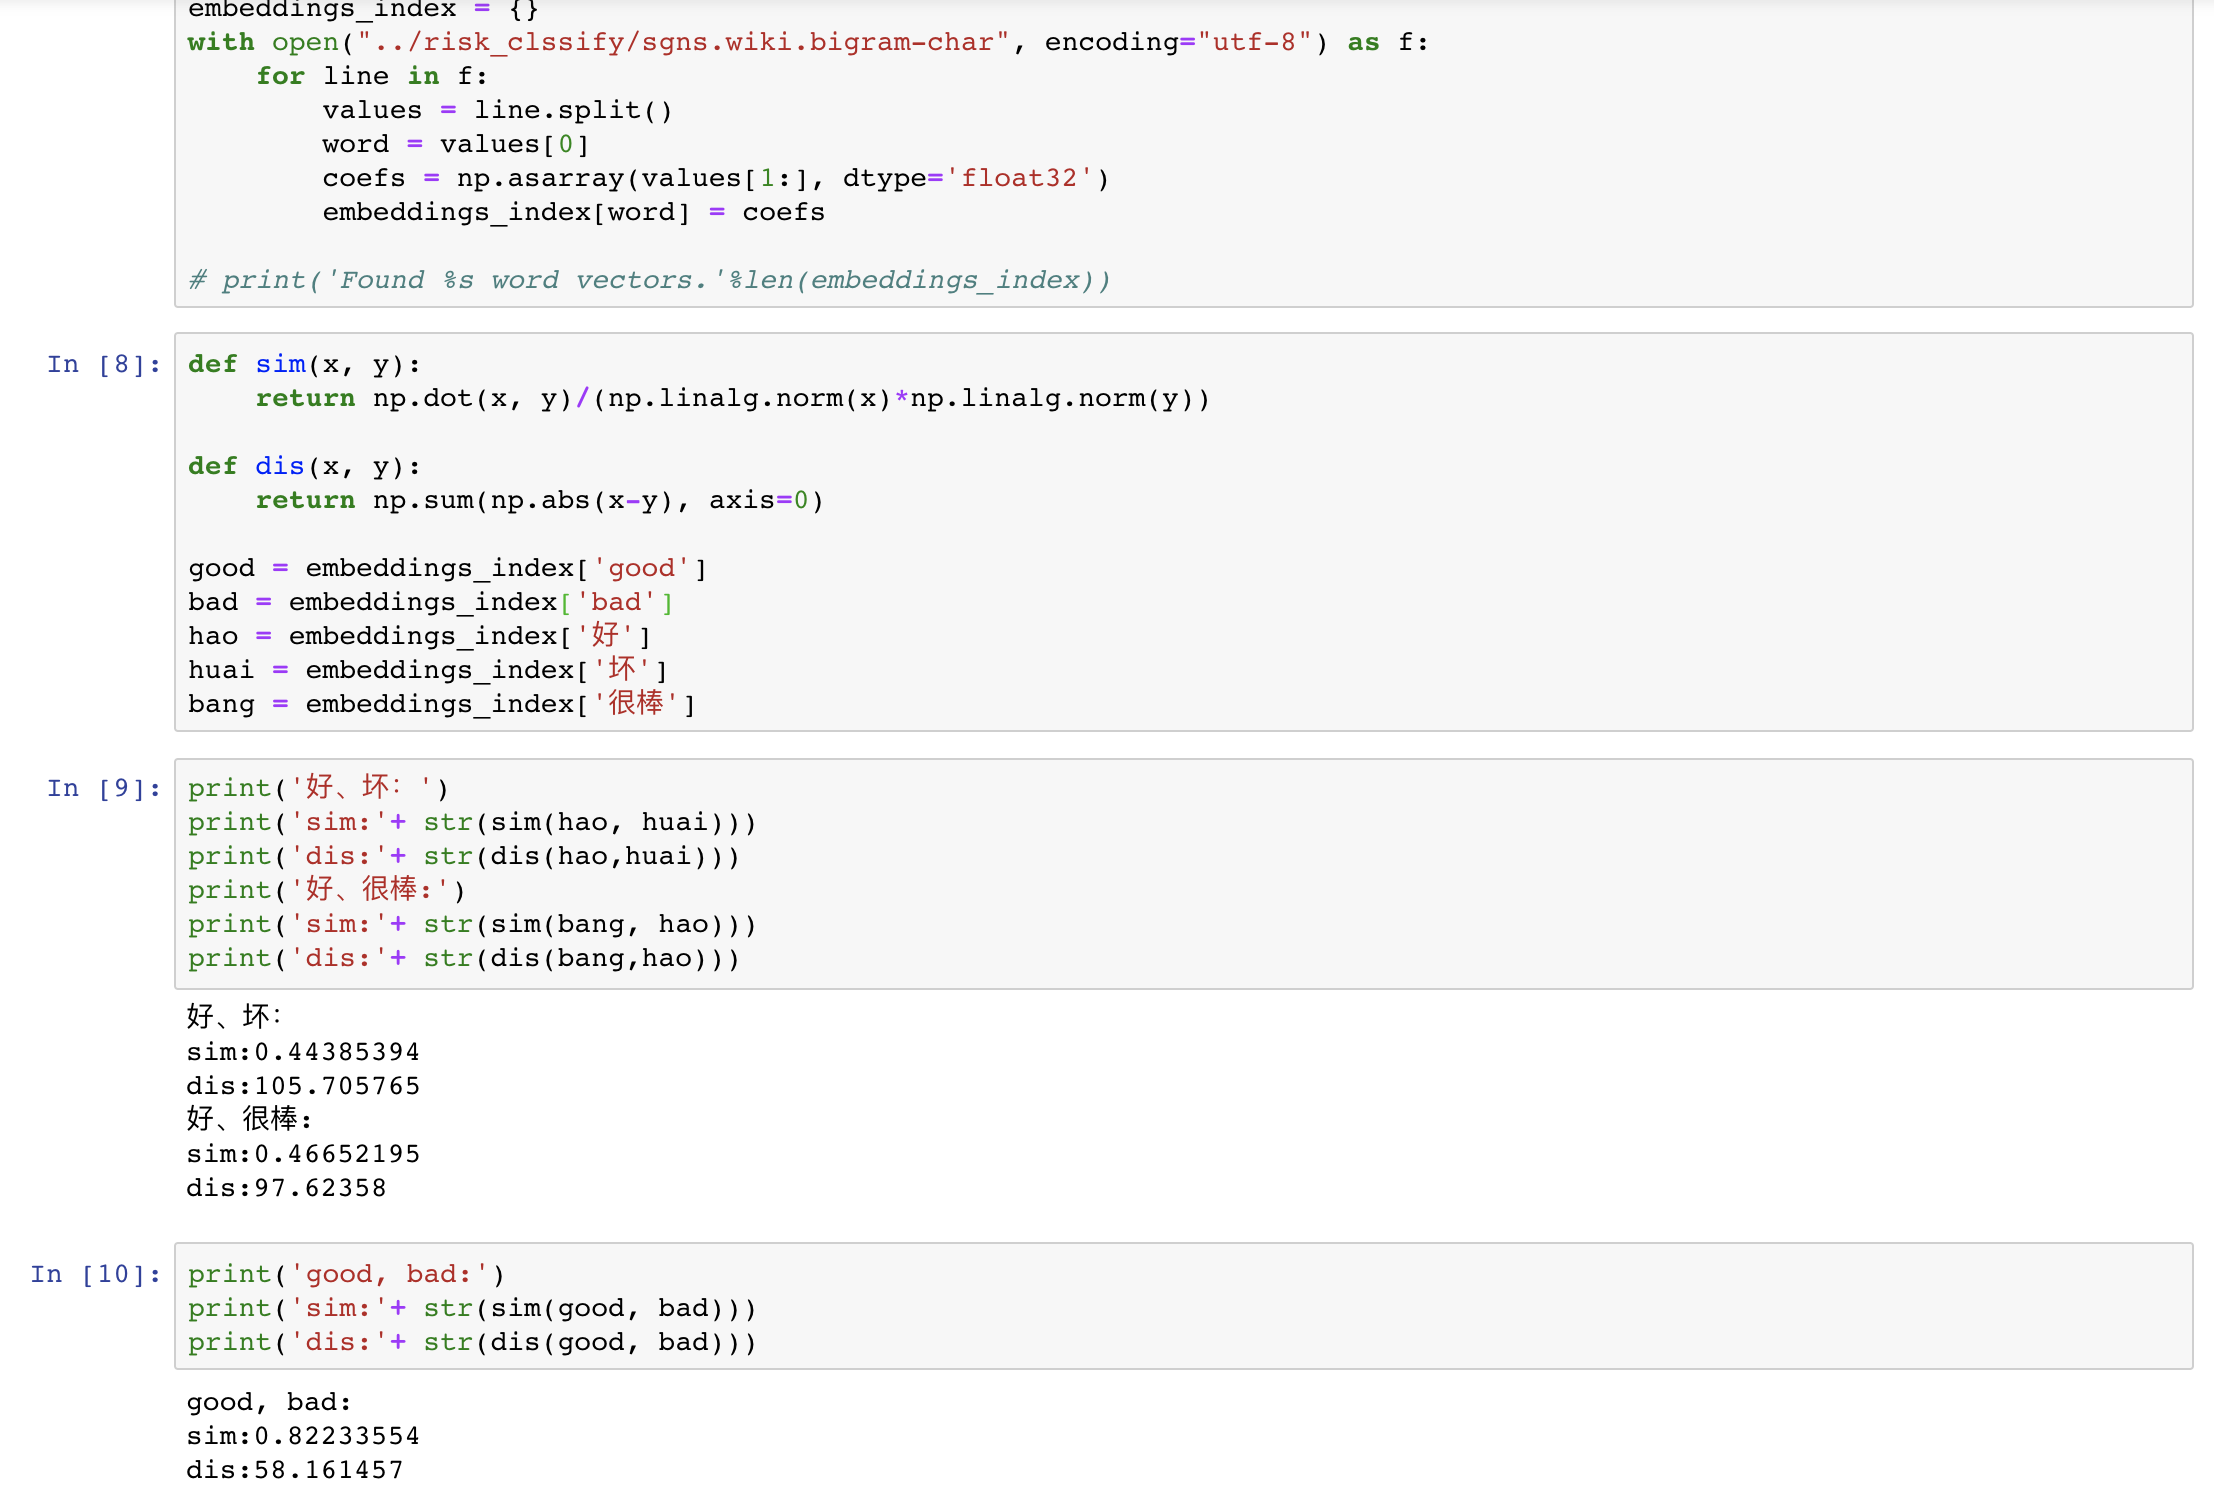 embeddings_index = {}
with open("../risk_clssify/sgns.wiki.bigram-char", encoding="utf-8") as f:
    for line in f:
        values = line.split()
        word = values[0]
        coefs = np.asarray(values[1:], dtype='float32')
        embeddings_index[word] = coefs
# print('Found %s word vectors.'%len(embeddings_index))
In [8]:
def sim(x, y):
    return np.dot(x, y)/(np.linalg.norm(x)*np.linalg.norm(y))
def dis(x, y):
    return np.sum(np.abs(x-y), axis=0)
good = embeddings_index['good']
bad = embeddings_index['bad']
hao = embeddings_index['好']
huai = embeddings_index['坏']
bang = embeddings_index['很棒']
In [9]:
print('好、坏：')
print('sim:'+ str(sim(hao, huai)))
print('dis:'+ str(dis(hao,huai)))
print('好、很棒:')
print('sim:'+ str(sim(bang, hao)))
print('dis:'+ str(dis(bang,hao)))
好、坏：
sim:0.44385394
dis:105.705765
好、很棒:
sim:0.46652195
dis:97.62358
In [10]:
print('good, bad:')
print('sim:'+ str(sim(good, bad)))
print('dis:'+ str(dis(good, bad)))
good, bad:
sim:0.82233554
dis:58.161457